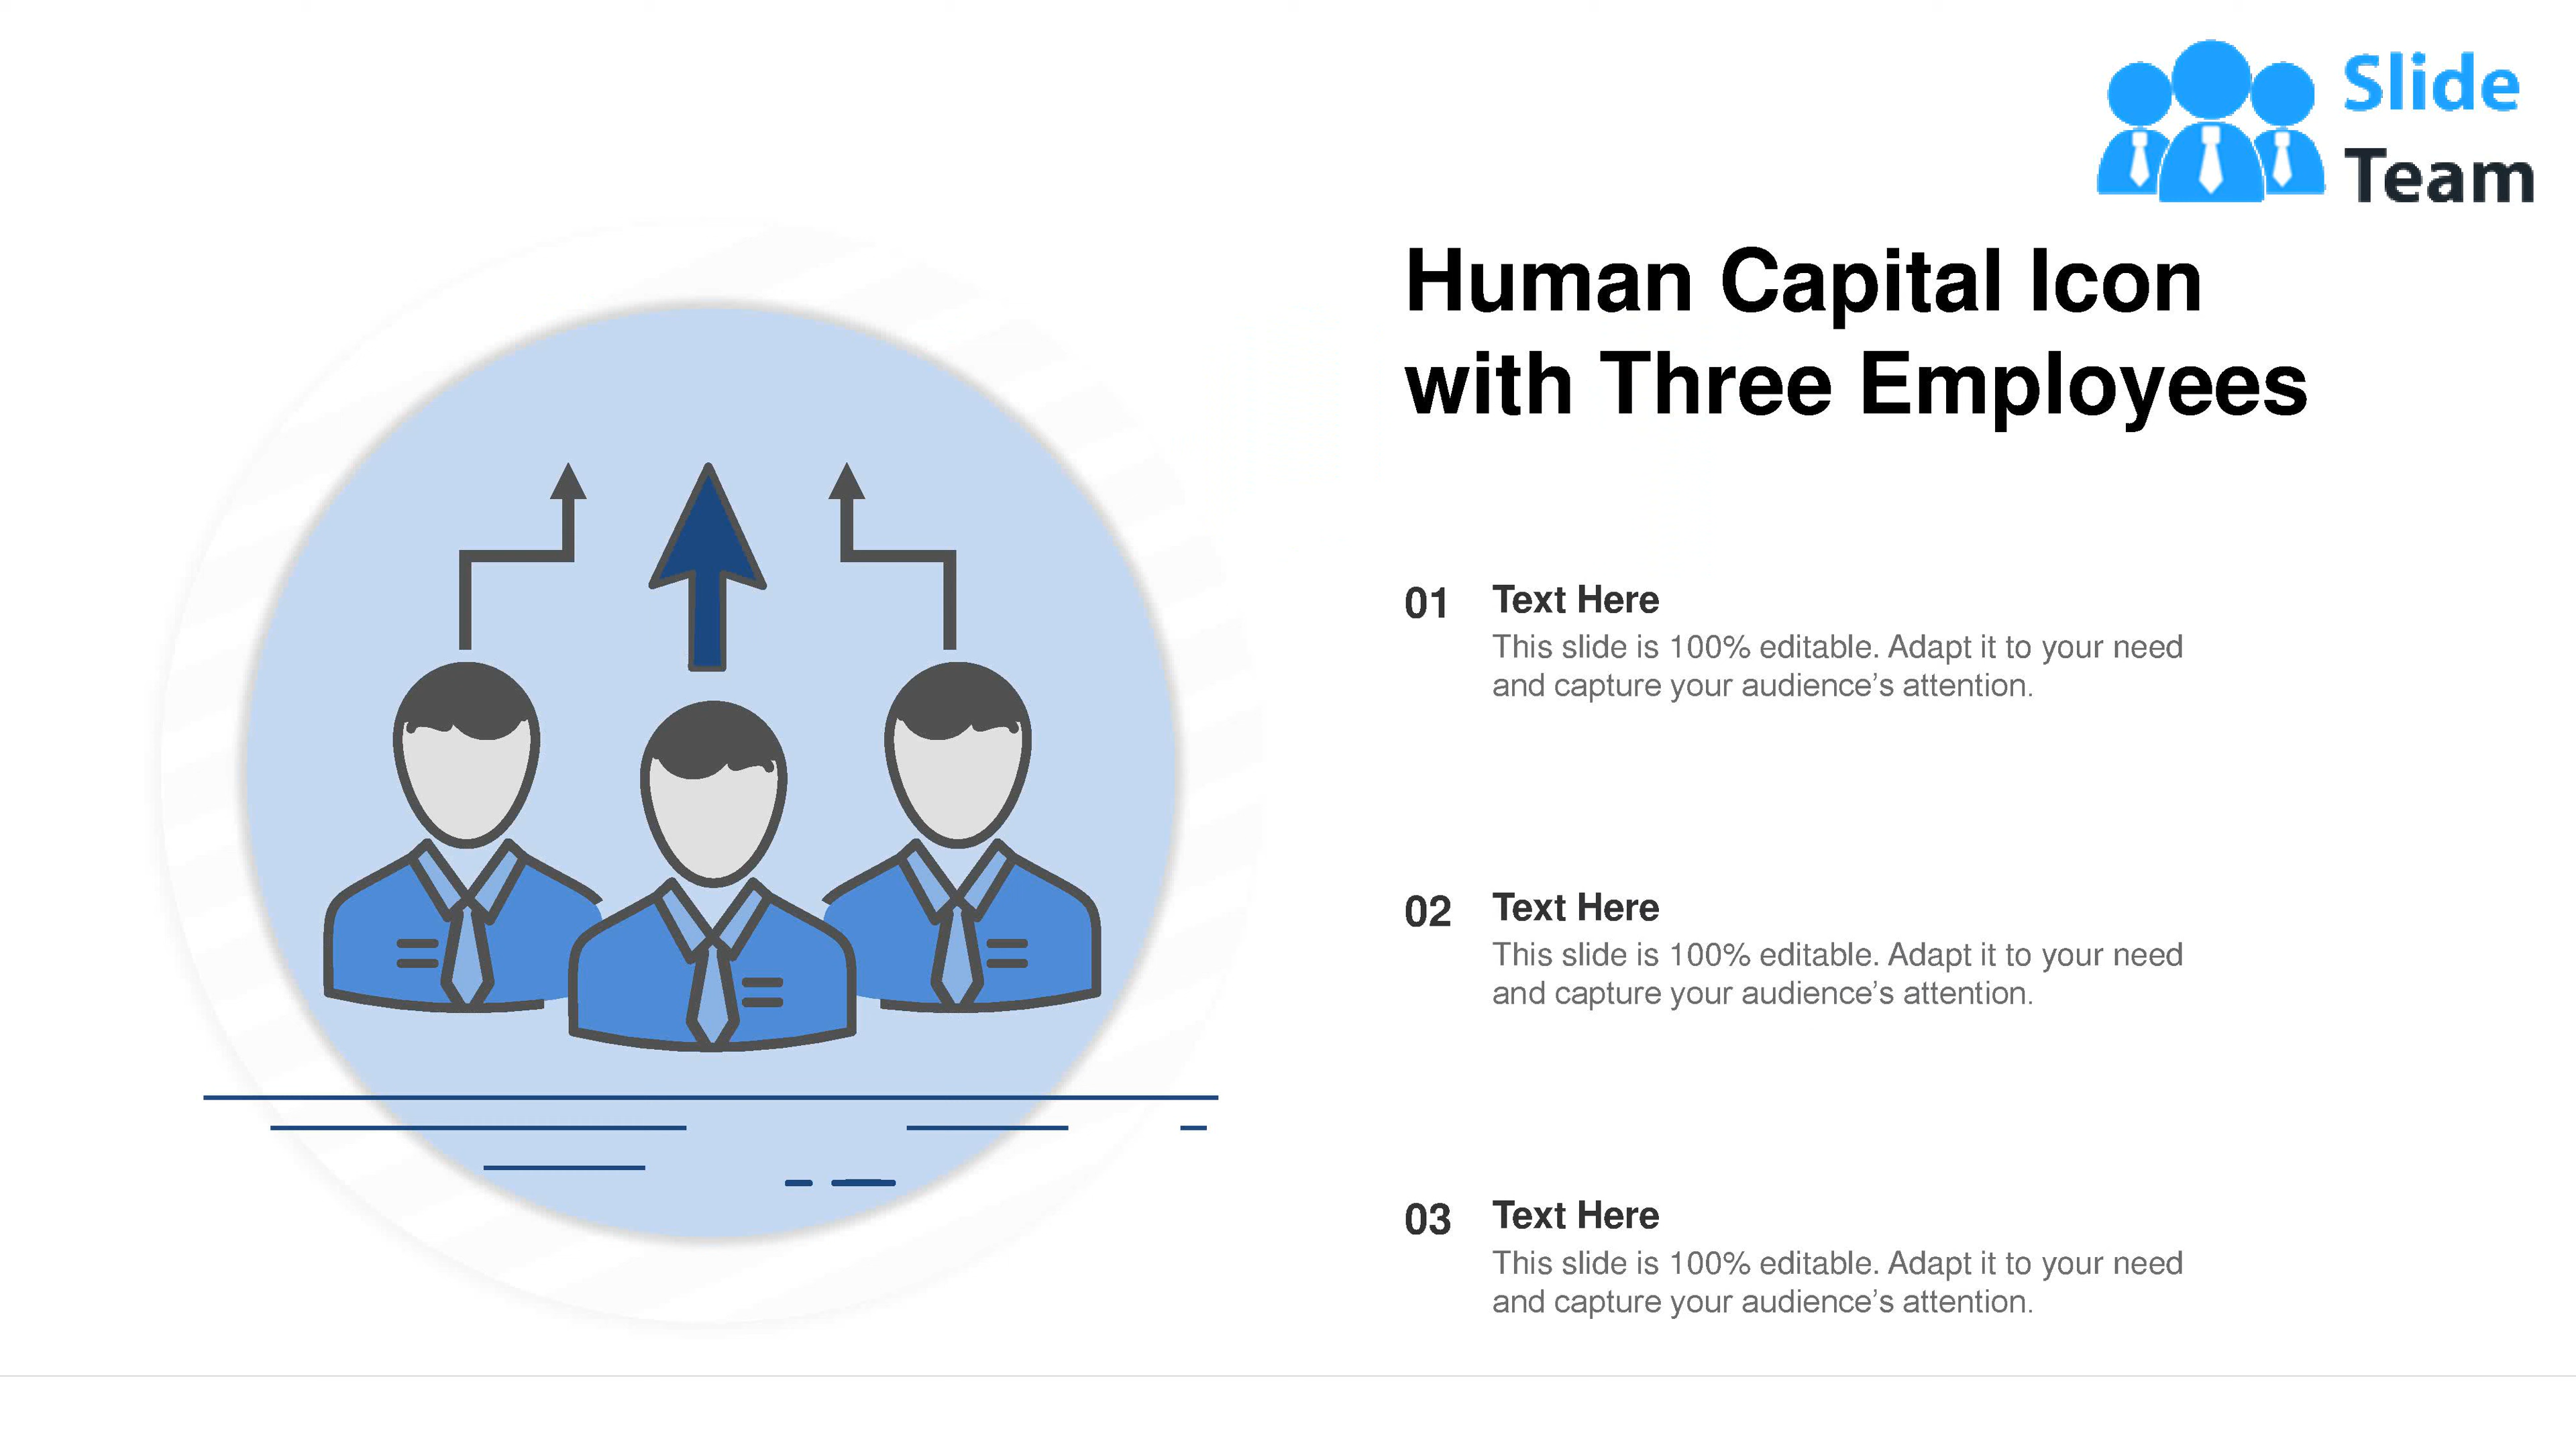 Slide
Team
Human Capital Icon
with Three Employees
01 Text Here
This slide is 100% editable. Adapt it to your need
and capture your audience’s attention.
02 Text Here
This slide is 100% editable. Adapt it to your need
and capture your audience’s attention.
03 Text Here
This slide is 100% editable. Adapt it to your need
and capture your audience’s attention.